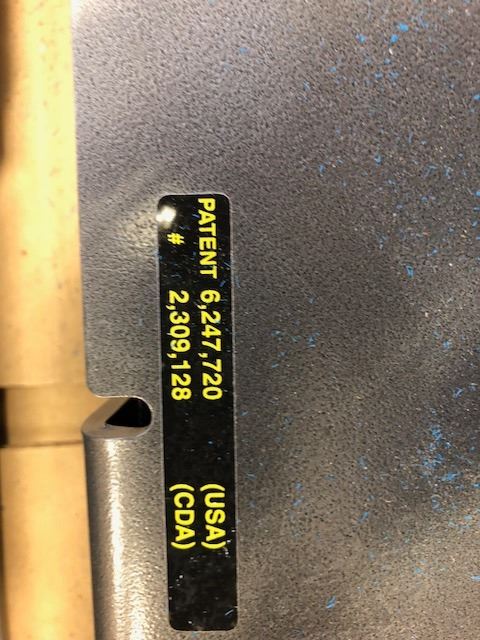 PATENT 6,247,720 (USA)
# 2,309,128 (CDA)